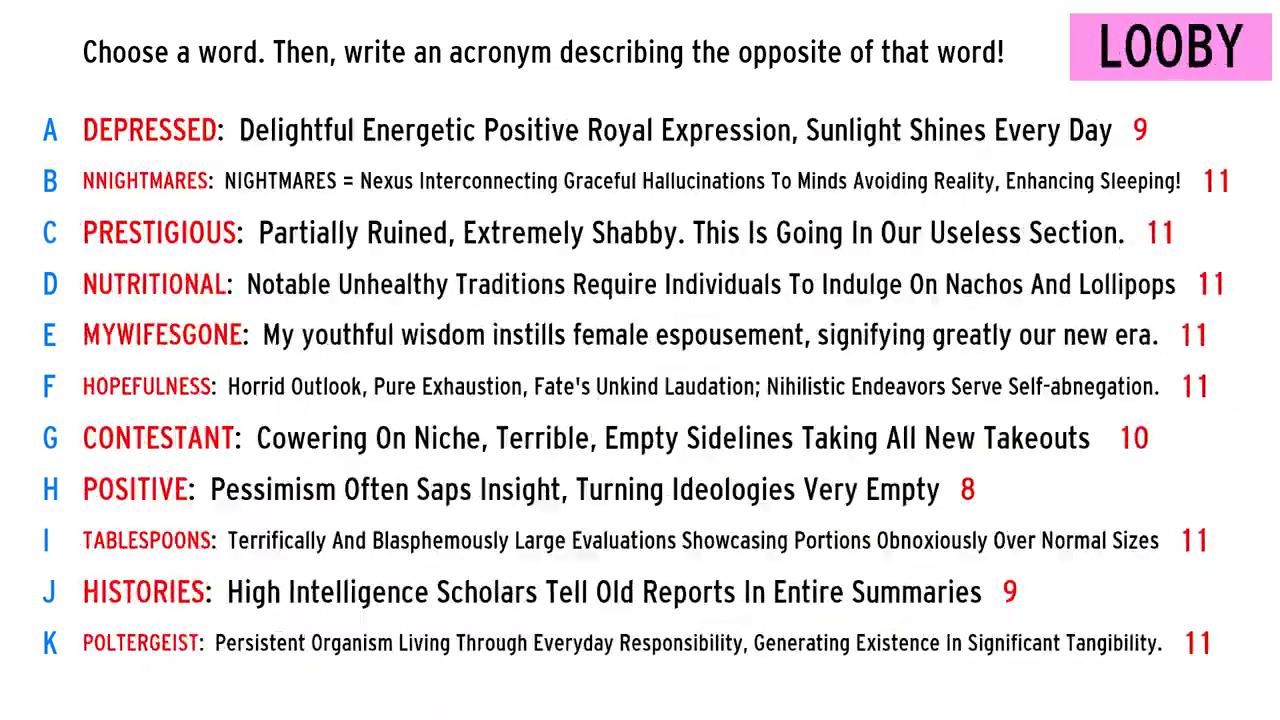 Choose a word. Then, write an acronym describing the opposite of that word!
LOOBY
A DEPRESSED: Delightful Energetic Positive Royal Expression, Sunlight Shines Every Day 9
B NNIGHTMARES: NIGHTMARES = Nexus Interconnecting Graceful Hallucinations To Minds Avoiding Reality, Enhancing Sleeping! 11
C PRESTIGIOUS: Partially Ruined, Extremely Shabby. This Is Going In Our Useless Section. 11
D NUTRITIONAL: Notable Unhealthy Traditions Require Individuals To Indulge On Nachos And Lollipops 11
E MYWIFESGONE: My youthful wisdom instills female espousement, signifying greatly our new era. 11
F HOPEFULNESS: Horrid Outlook, Pure Exhaustion, Fate's Unkind Laudation; Nihilistic Endeavors Serve Self-abnegation. 11
G CONTESTANT: Cowering On Niche, Terrible, Empty Sidelines Taking All New Takeouts 10
H POSITIVE: Pessimism Often Saps Insight, Turning Ideologies Very Empty 8
I TABLESPOONS: Terrifically And Blasphemously Large Evaluations Showcasing Portions Obnoxiously Over Normal Sizes 11
J HISTORIES: High Intelligence Scholars Tell Old Reports In Entire Summaries 9
K POLTERGEIST: Persistent Organism Living Through Everyday Responsibility, Generating Existence In Significant Tangibility. 11